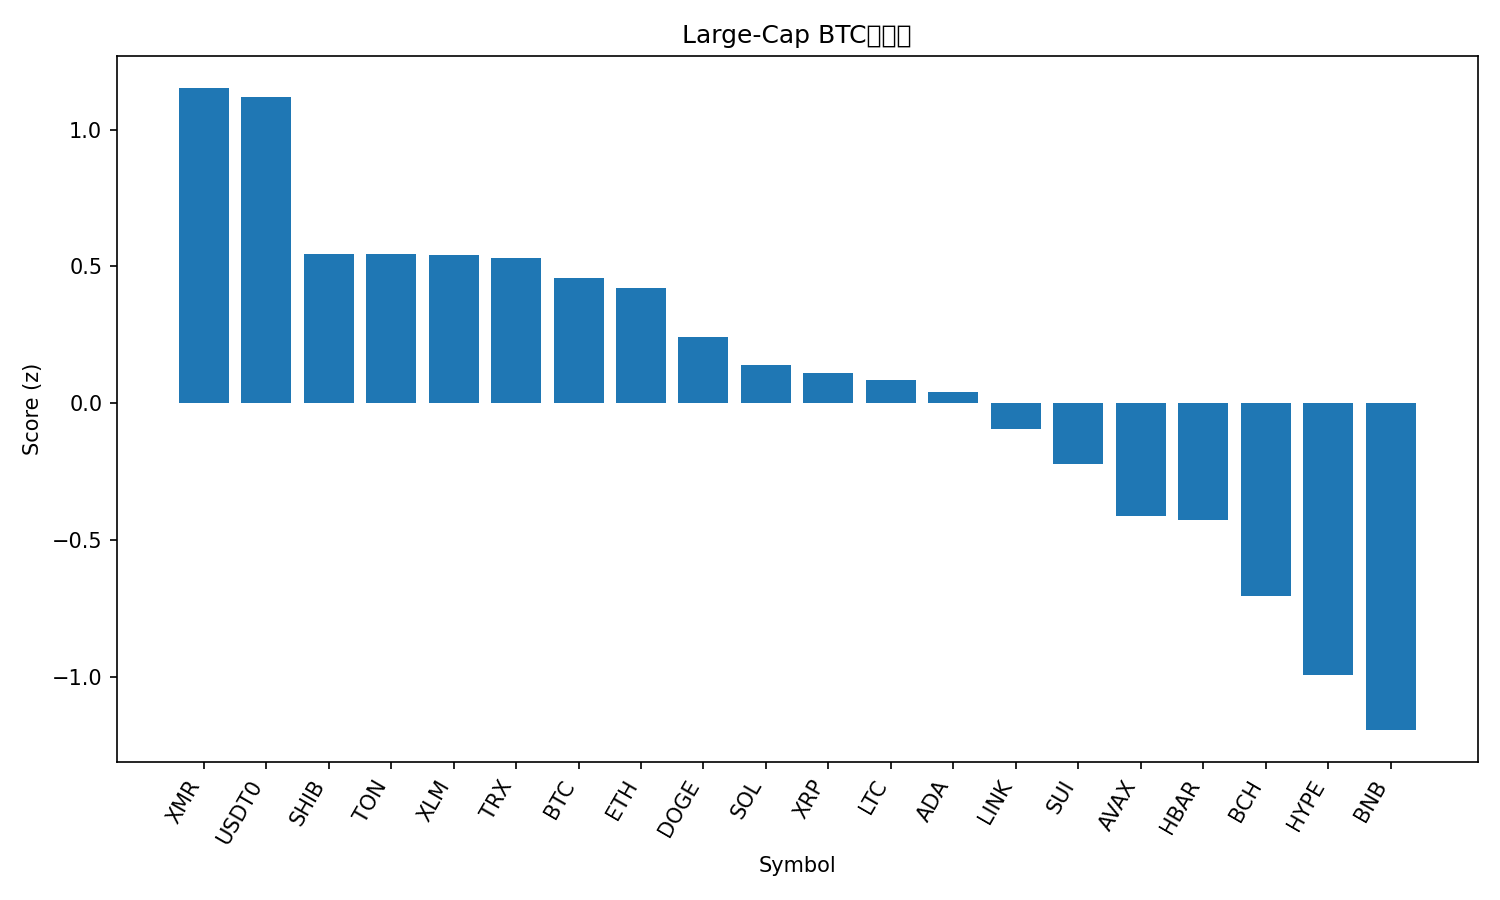 Large-Cap BTC
1.0
0.5
0.0
−0.5
−1.0
Score (z)
XMR
USDT0
SHIB
TON
XLM
TRX
BTC
ETH
DOGE
SOL
XRP
LTC
ADA
LINK
SUI
AVAX
HBAR
BCH
HYPE
BNB
Symbol